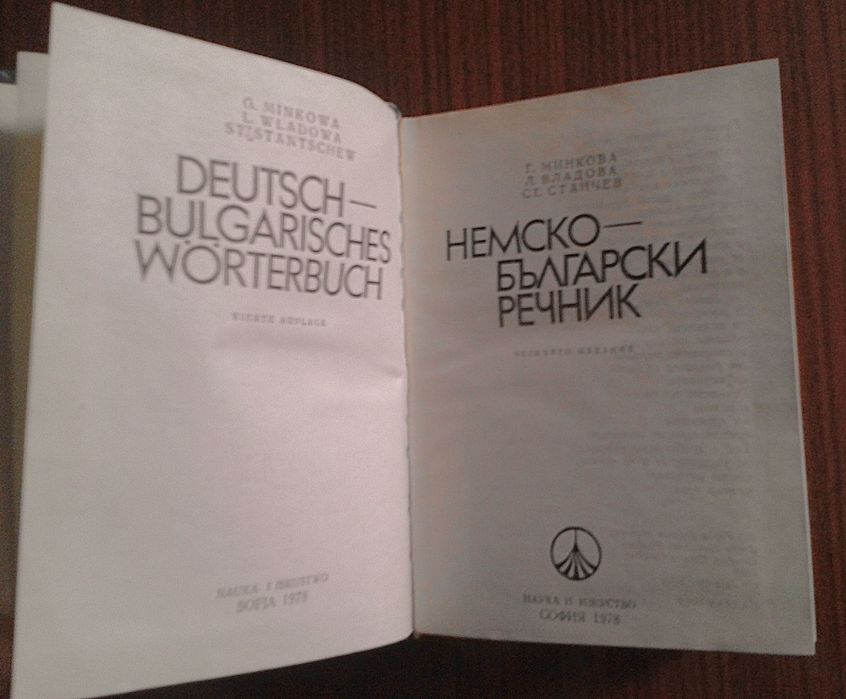 G. MINKOWA
L. WLADOWA
ST. STANTSCHEW
DEUTSCH—
BULGARISCHES
WÖRTERBUCH
VIERTE AUFLAGE
NAUKA I ISKUSTWO
SOFIA 1978
Г. МИНКОВА
Л. ВЛАДОВА
СТ. СТАНЧЕВ
НЕМСКО—
БЪЛГАРСКИ
РЕЧНИК
ЧЕТВЪРТО ИЗДАНИЕ
НАУКА И ИЗКУСТВО
СОФИЯ 1978